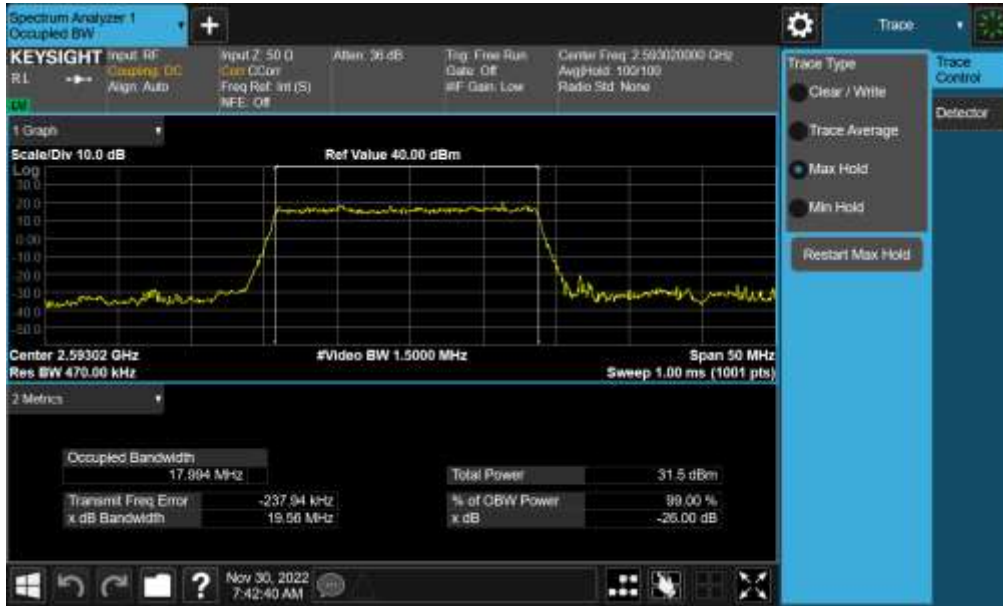 Spectrum Analyzer 1
Occupied BW
Trace
KEYSIGHT
R L
Input: RF
Coupling: DC
Align: Auto
Input Z: 50 Ω
Corr CCorr
Freq Ref: Int (S)
NFE: Off
Atten: 36 dB
Trig: Free Run
Gate: Off
#IF Gain: Low
Center Freq: 2.593020000 GHz
Avg|Hold: 100/100
Radio Std: None
Trace Type
Clear / Write
Trace Average
Max Hold
Min Hold
Restart Max Hold
Trace
Control
Detector
1 Graph
Scale/Div 10.0 dB
Ref Value 40.00 dBm
Log
30.0
20.0
10.0
0.00
-10.0
-20.0
-30.0
-40.0
-50.0
Center 2.59302 GHz
#Video BW 1.5000 MHz
Span 50 MHz
Res BW 470.00 kHz
Sweep 1.00 ms (1001 pts)
2 Metrics
Occupied Bandwidth
17.994 MHz
Total Power
31.5 dBm
Transmit Freq Error
-237.94 kHz
% of OBW Power
99.00 %
x dB Bandwidth
19.56 MHz
x dB
-26.00 dB
?
Nov 30, 2022
7:42:40 AM